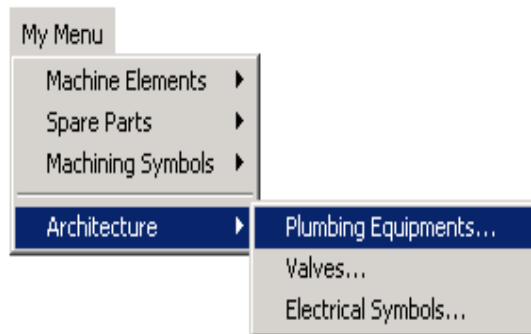 My Menu
Machine Elements
Spare Parts
Machining Symbols
Architecture
Plumbing Equipments...
Valves...
Electrical Symbols...